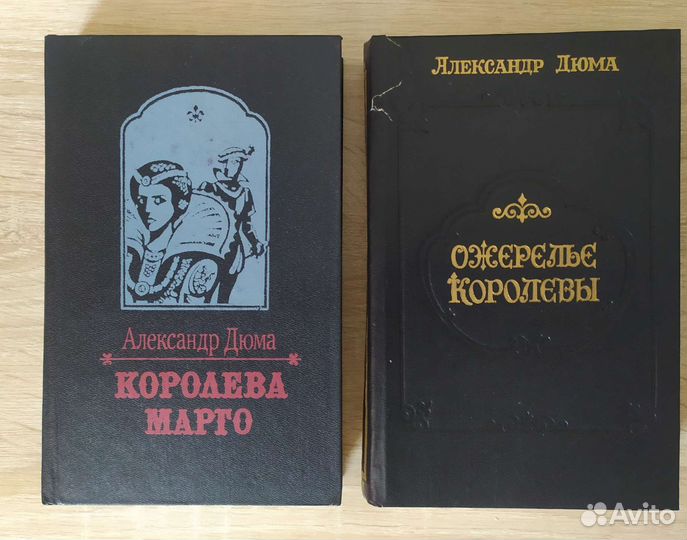 Александр Дюма
КОРОЛЕВА
МАРГО
Александр Дюма
ОЖЕРЕЛЬЕ
КОРОЛЕВЫ
Avito